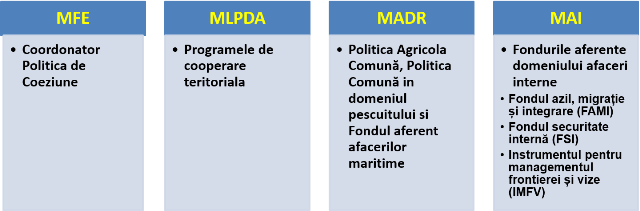 MFE
• Coordonator
Politica de
Coeziune
MLPDA
• Programele de
cooperare
teritoriala
MADR
• Politica Agricola
Comună, Politica
Comună in
domeniul
pescuitului si
Fondul aferent
afacerilor
maritime
MAI
• Fondurile aferente
domeniului afaceri
interne
• Fondul azil, migrație
și integrare (FAMI)
• Fondul securitate
internă (FSI)
• Instrumentul pentru
managementul
frontierei și vize
(IMFV)